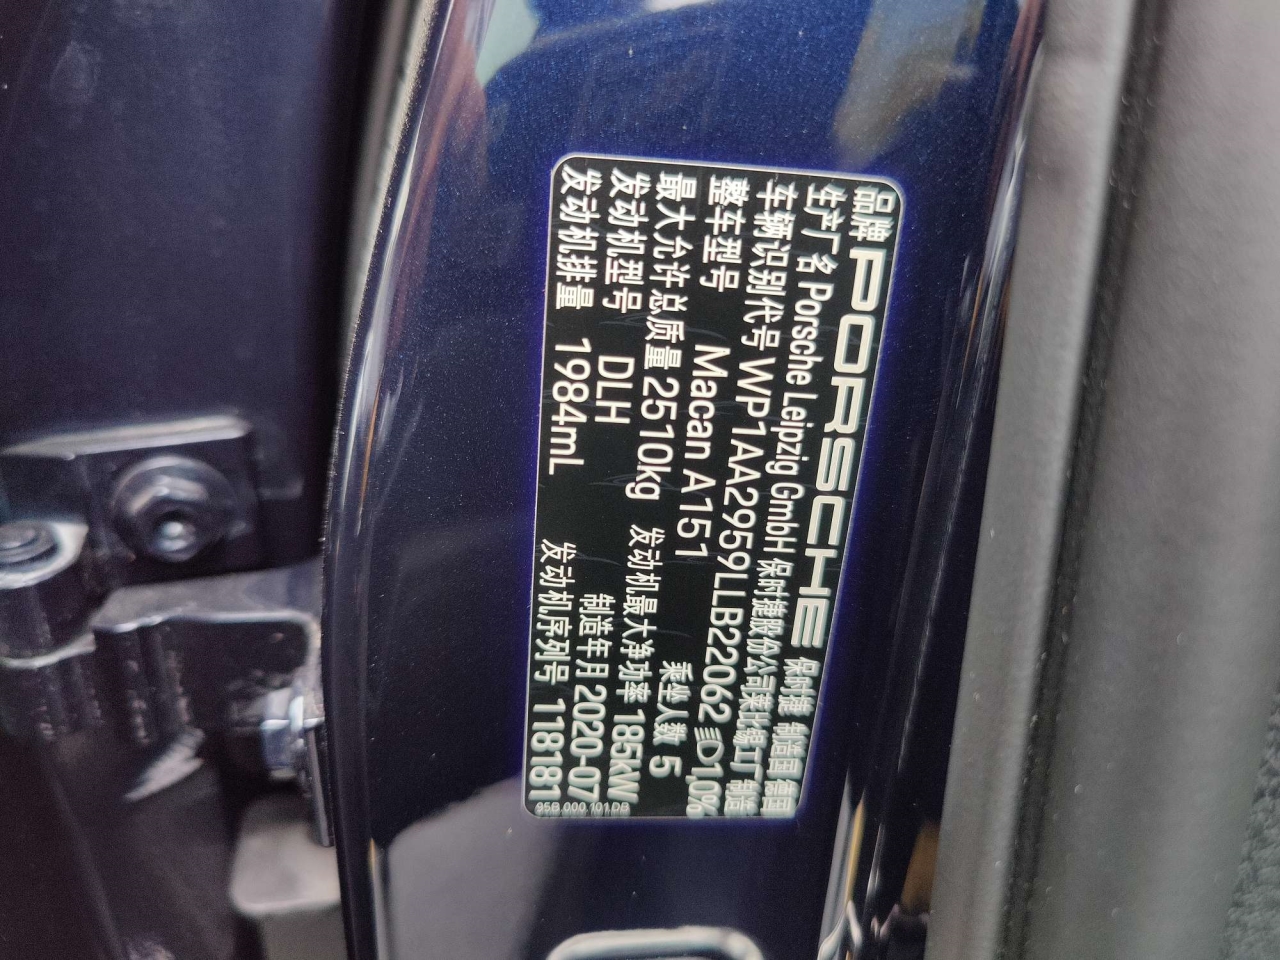 品牌 PORSCHE 保时捷 制造国 德国
生产厂名 Porsche Leipzig GmbH 保时捷股份公司莱比锡工厂制造
车辆识别代号 WP1AA2959LLB22062 1,0%
整车型号 Macan A151 乘坐人数 5
最大允许总质量 2510kg 发动机最大净功率 185kW
发动机型号 DLH 制造年月 2020-07
发动机排量 1984mL 发动机序列号 118181
95B.000.101.DB